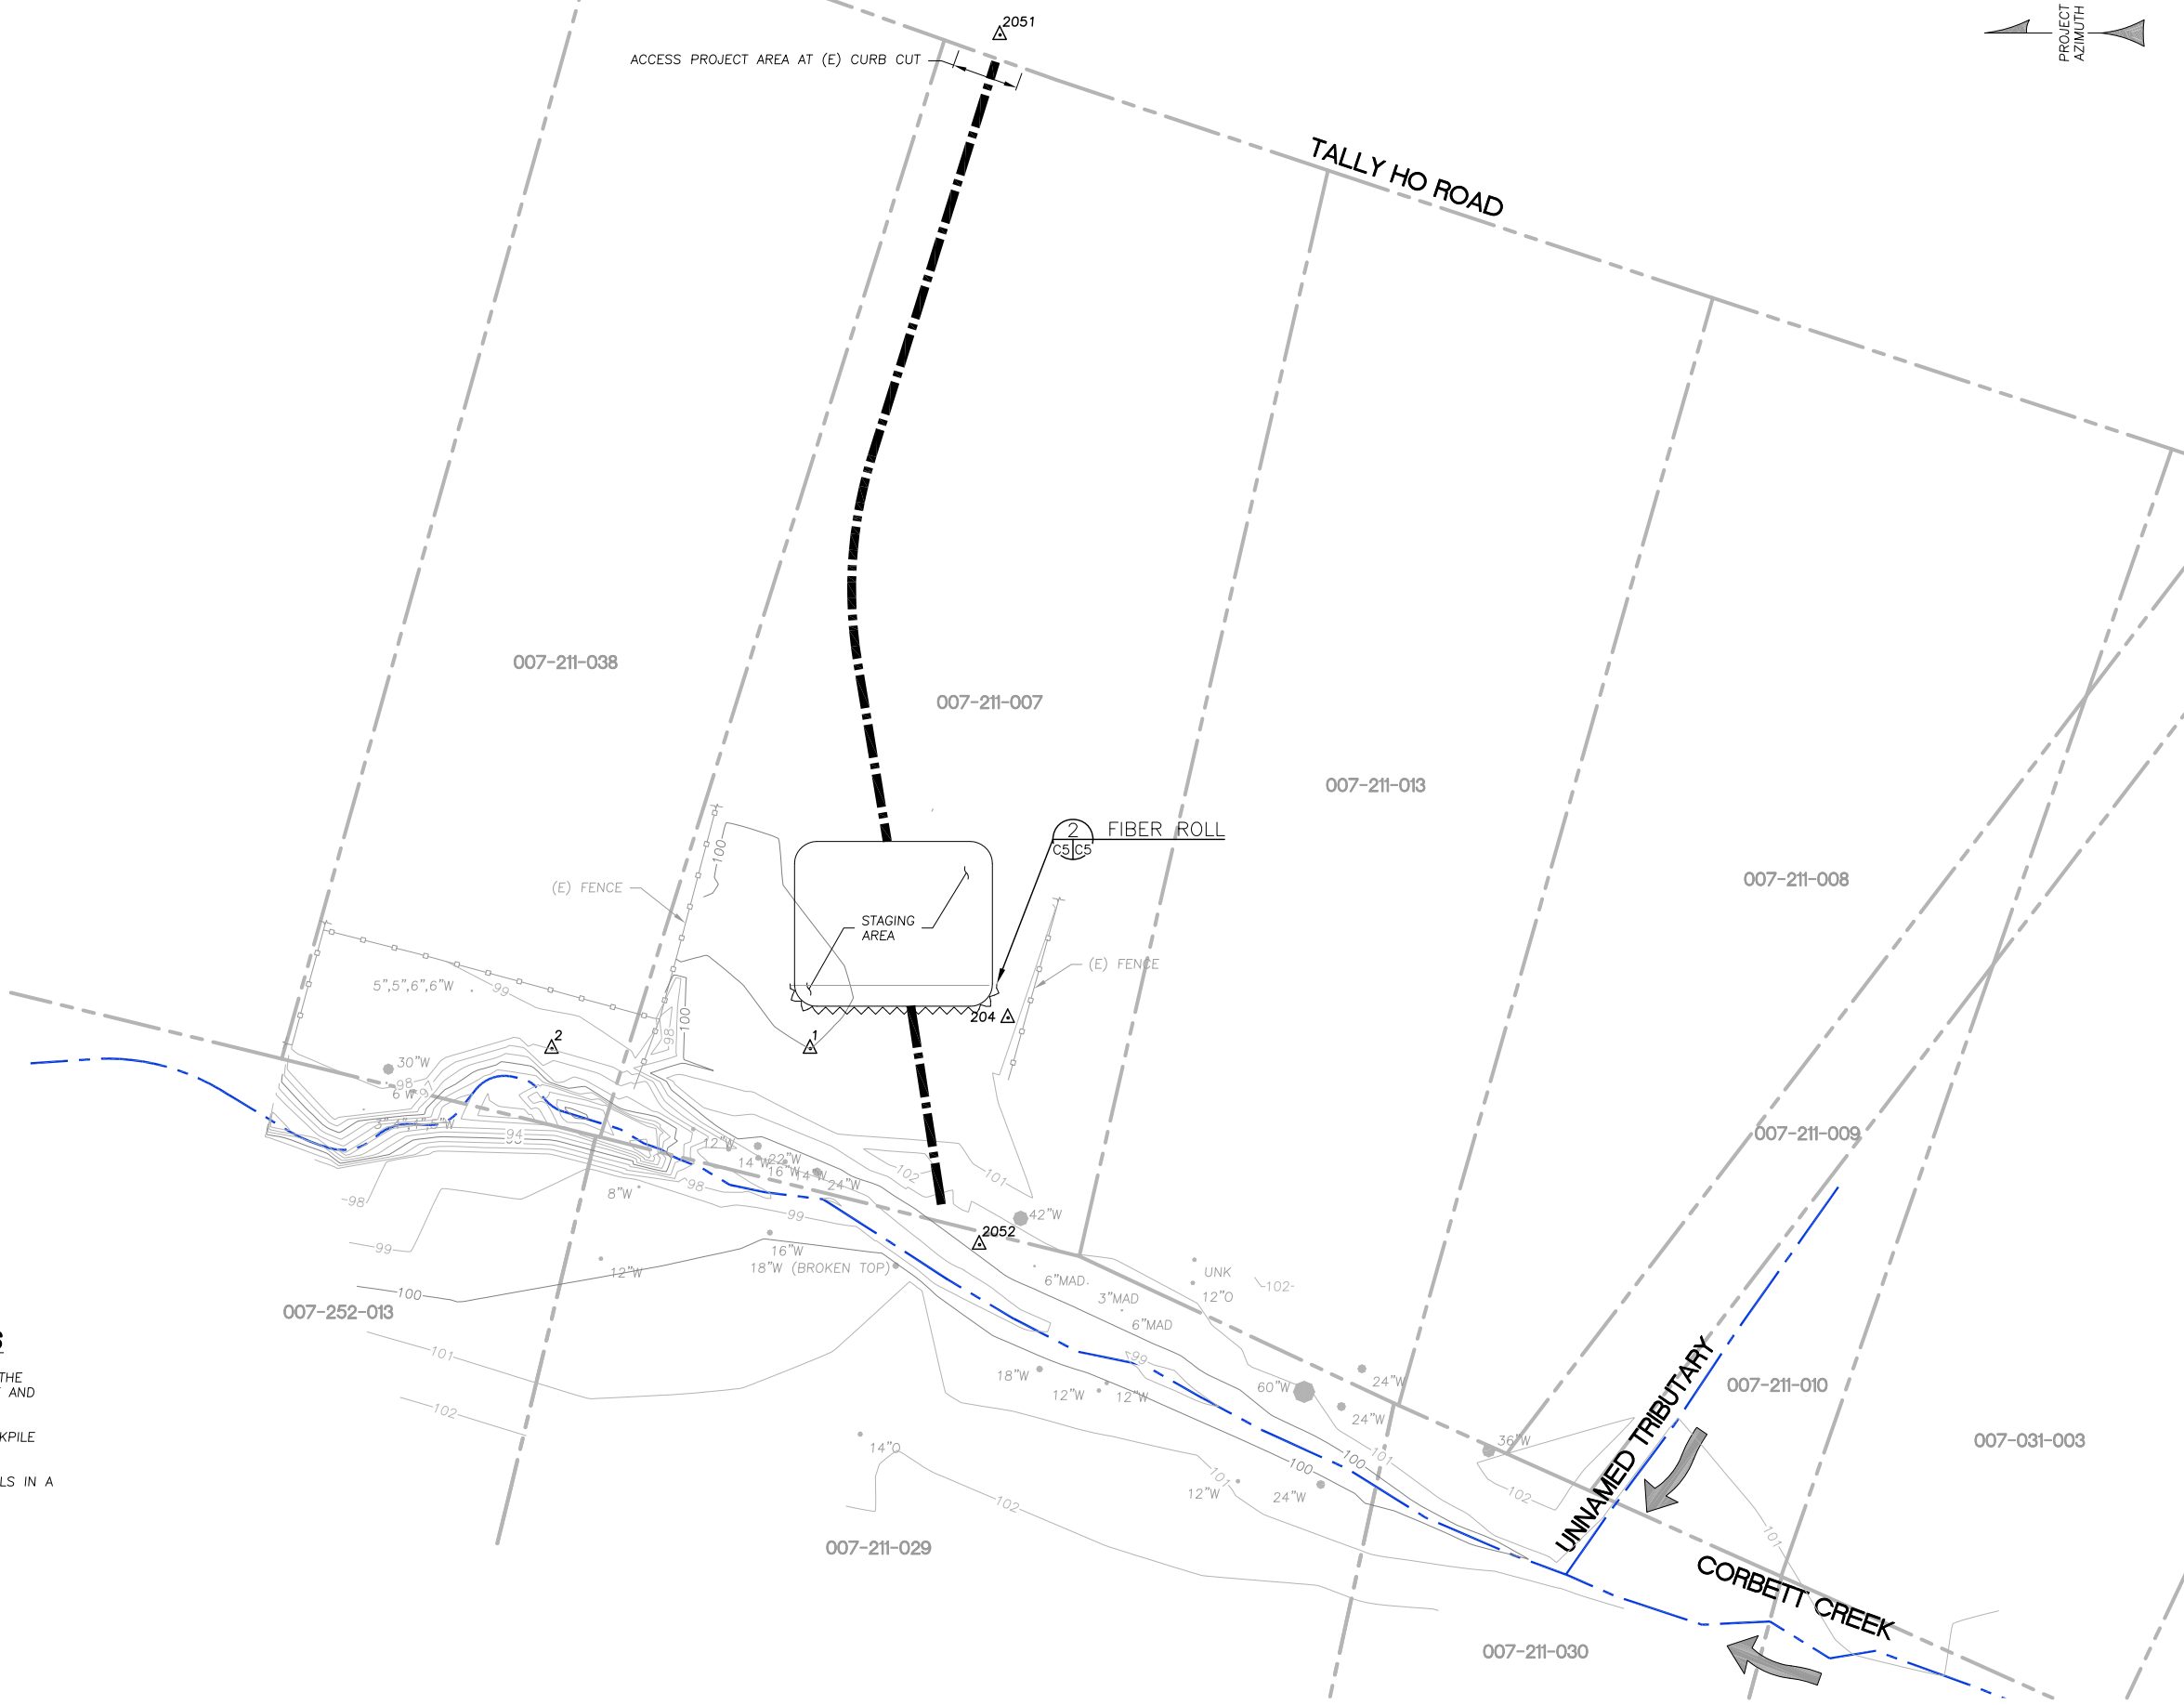 2051
ACCESS PROJECT AREA AT (E) CURB CUT
PROJECT
AZIMUTH
TALLY HO ROAD
007-211-038
007-211-007
007-211-013
007-211-008
007-211-009
007-211-010
007-031-003
2
C5 C5
FIBER ROLL
100
(E) FENCE
STAGING
AREA
(E) FENCE
5",5",6",6"W
99
98
100
204
2
1
30"W
98
6"W
94
12"W
14"W
22"W
16"W
14"W
24"W
102
101
8"W
98
99
42"W
2052
98
99
16"W
12"W
18"W (BROKEN TOP)
6"MAD
UNK
102
3"MAD
12"O
6"MAD
100
007-252-013
101
102
99
18"W
12"W
12"W
60"W
24"W
24"W
14"O
36"W
101
100
100
101
12"W
24"W
102
102
101
UNNAMED TRIBUTARY
CORBETT CREEK
007-211-029
007-211-030
S
THE
AND
KPILE
LS IN A